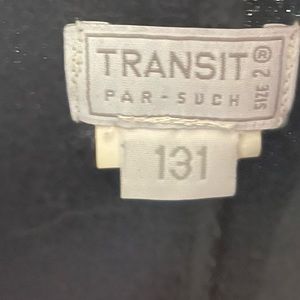 TRANSIT®
PAR-SUCH
SIZE 2
131